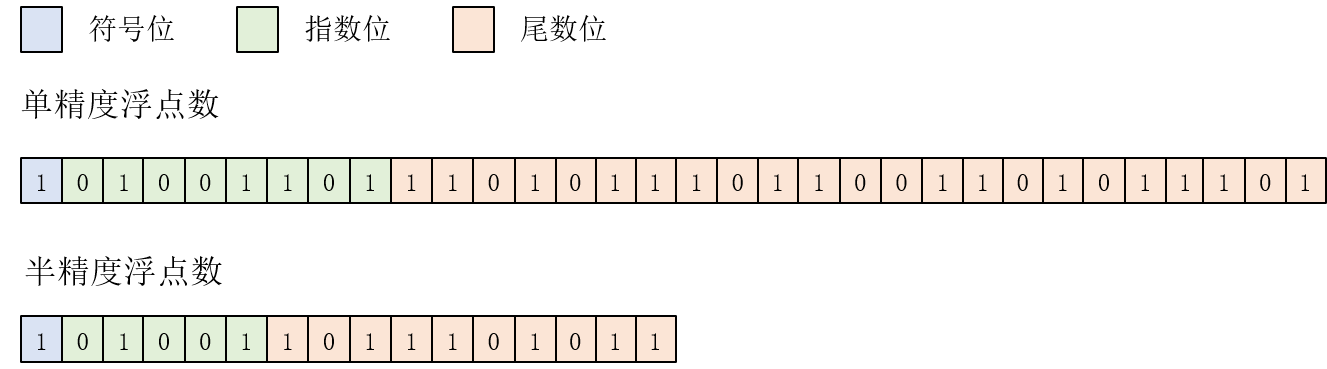 符号位 指数位 尾数位
单精度浮点数
1 0 1 0 0 1 1 0 1 1 1 0 1 0 1 1 1 0 1 1 0 0 1 1 0 1 0 1 1 1 0 1
半精度浮点数
1 0 1 0 0 1 1 0 1 1 1 0 1 0 1 1